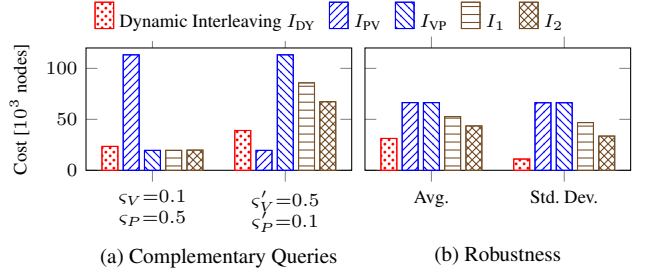 Dynamic Interleaving I_DY I_PV I_VP I_1 I_2
Cost [10^3 nodes]
100
50
0
ς_V=0.1 ς'_V=0.5 Avg. Std. Dev.
ς_P=0.5 ς'_P=0.1
(a) Complementary Queries (b) Robustness